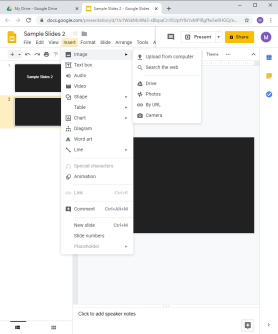 My Drive - Google Drive
Sample Slides 2 - Google Slides
docs.google.com/presentation/d/
Sample Slides 2
File Edit View Insert Format Slide Arrange Tools
Present
Share
M
Theme
1
Sample Slides 2
2
Image
Text box
Audio
Video
Shape
Table
Chart
Diagram
Word art
Line
Special characters
Animation
Link Ctrl+K
Comment Ctrl+Alt+M
New slide Ctrl+M
Slide numbers
Placeholder
Upload from computer
Search the web
Drive
Photos
By URL
Camera
Click to add speaker notes